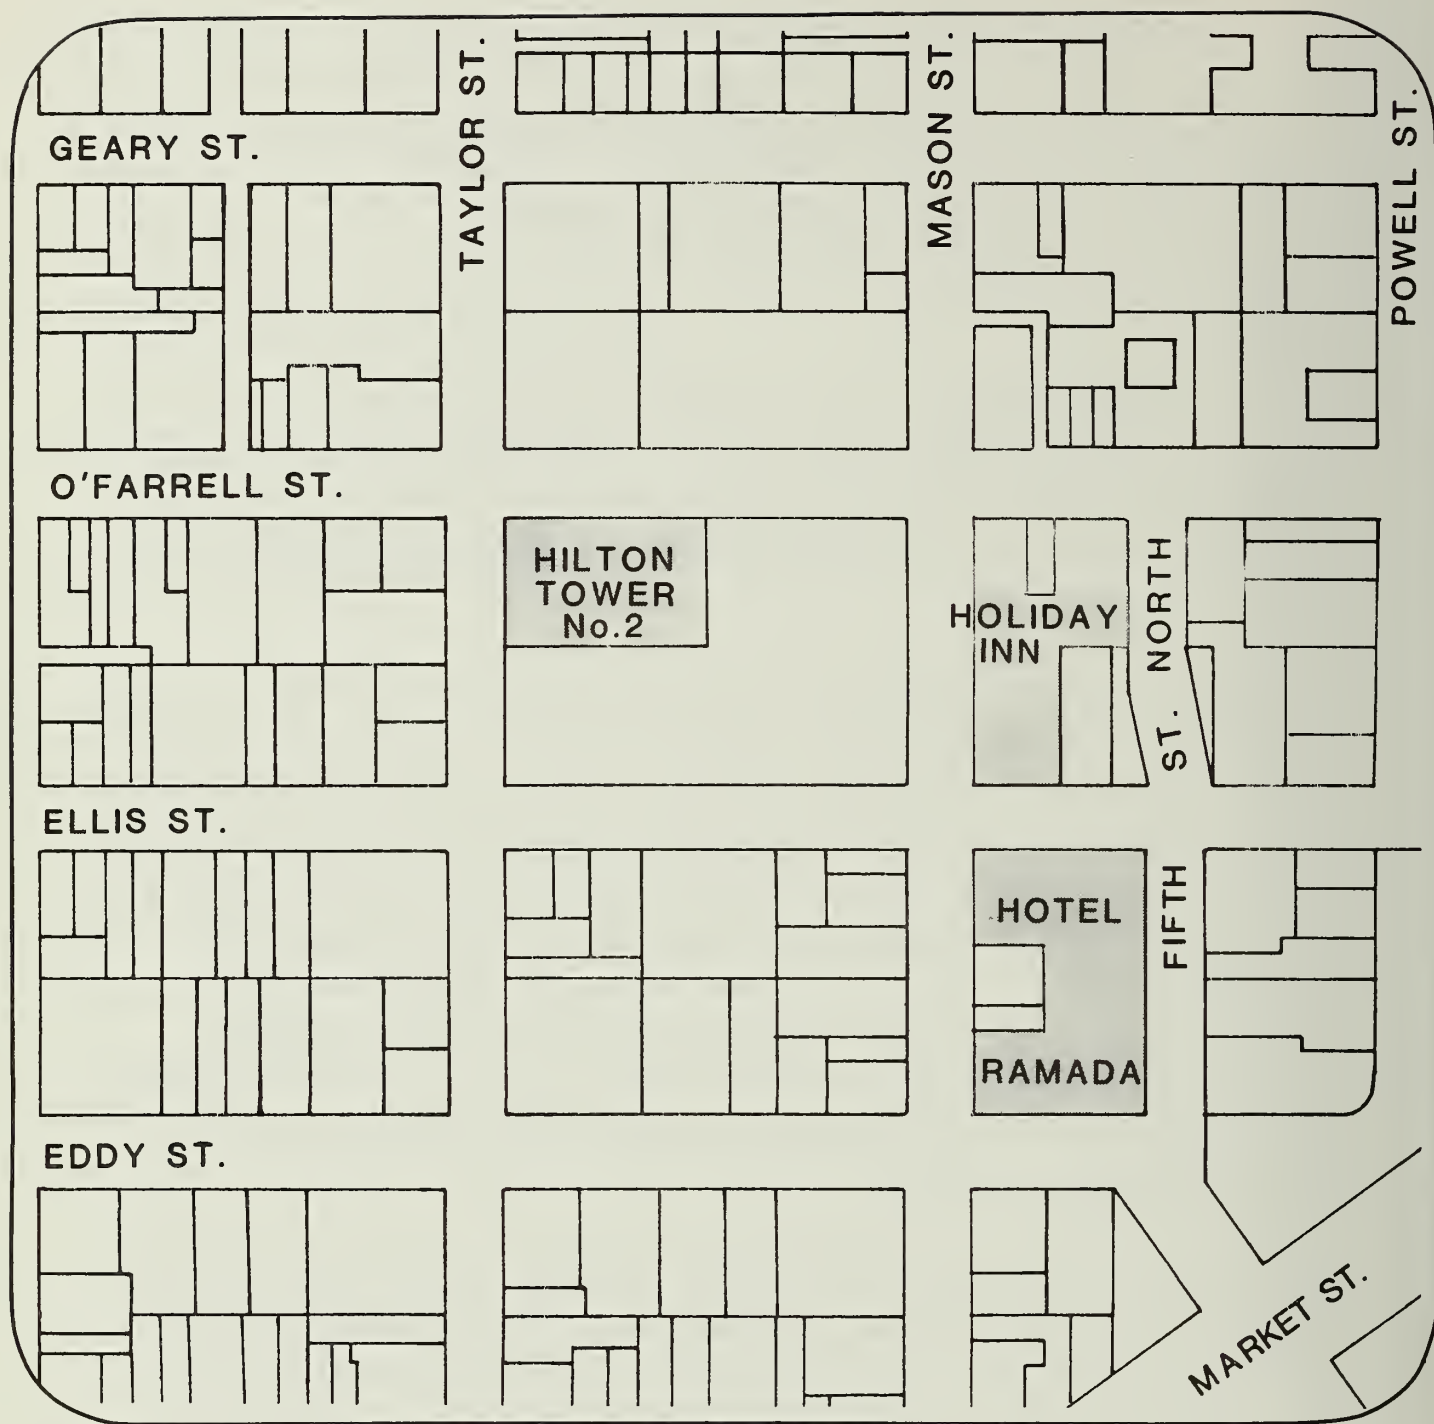 TAYLOR ST.
MASON ST.
POWELL ST.
GEARY ST.
O'FARRELL ST.
HILTON
TOWER
No.2
HOLIDAY
INN
FIFTH ST. NORTH
ELLIS ST.
HOTEL
RAMADA
EDDY ST.
MARKET ST.